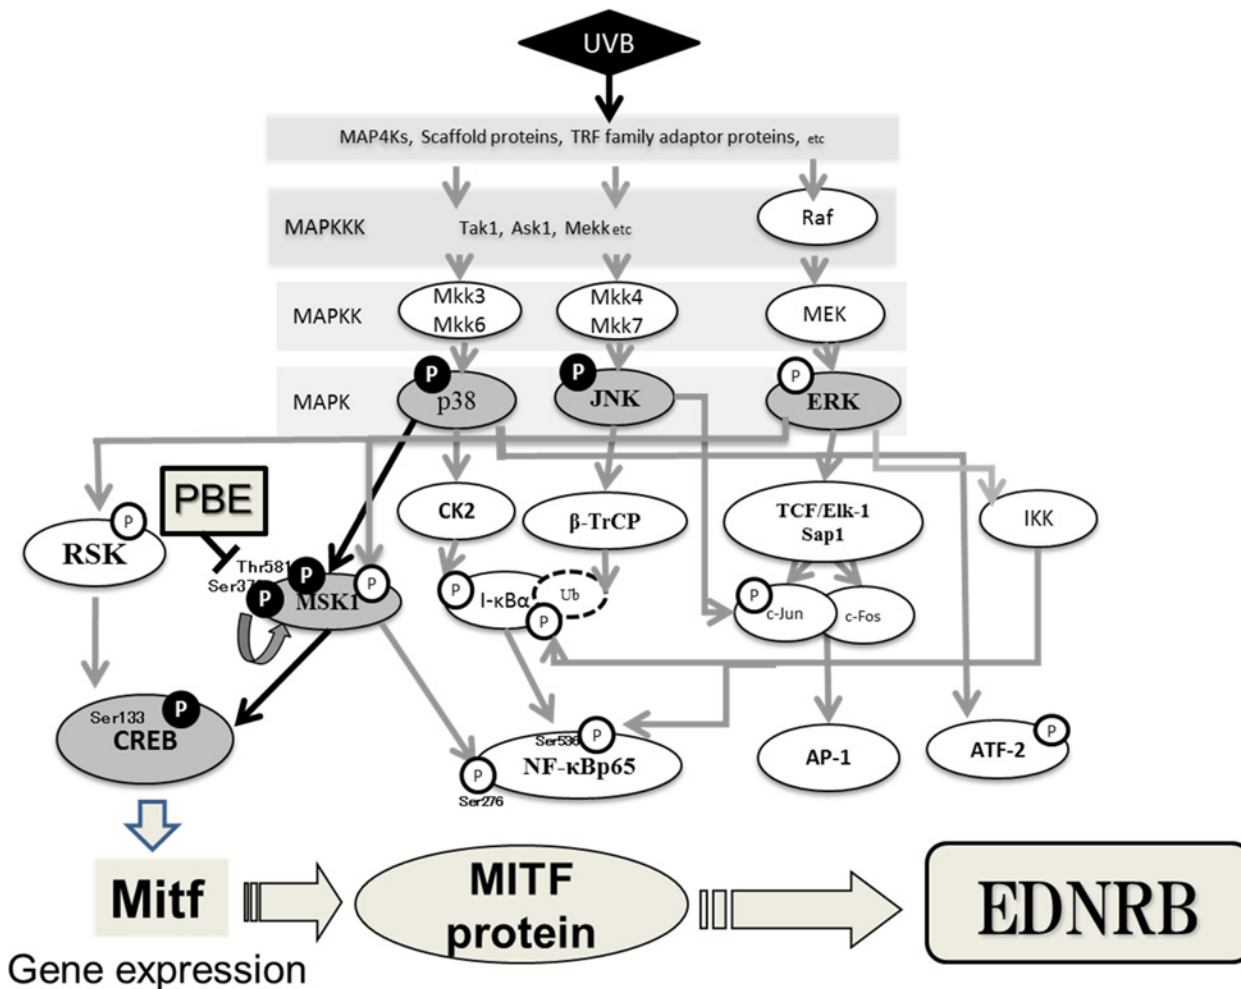 UVB
MAP4Ks, Scaffold proteins, TRF family adaptor proteins, etc
MAPKKK
Tak1, Ask1, Mekk etc
Raf
MAPKK
Mkk3
Mkk6
Mkk4
Mkk7
MEK
MAPK
P
p38
P
JNK
P
ERK
PBE
RSK
P
CK2
β-TrCP
TCF/Elk-1
Sap1
IKK
Thr581
Ser37
P
P
P
MSK1
P
I-κBα
Ub
P
P
c-Jun
c-Fos
Ser133
P
CREB
Ser536
P
NF-κBp65
P
Ser276
AP-1
ATF-2
P
Mitf
Gene expression
MITF
protein
EDNRB